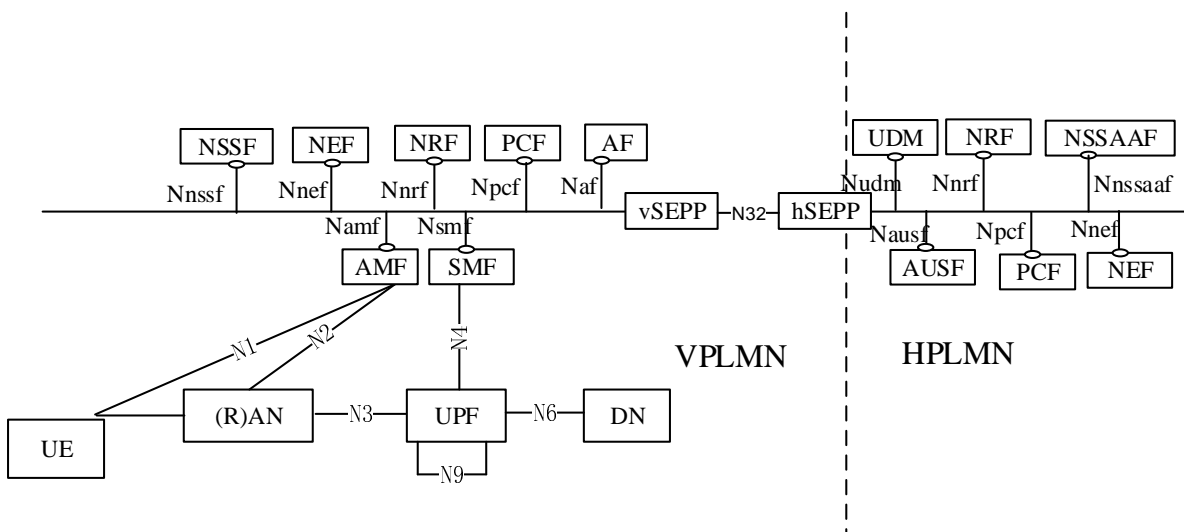 NSSF NEF NRF PCF AF UDM NRF NSSAAF
Nnssf Nnef Nnrf Npcf Naf Nudm Nnrf Nnssaaf
vSEPP N32 hSEPP
Namf Nsmf Nausf Npcf Nnef
AMF SMF AUSF PCF NEF
N1 N2 N4
VPLMN HPLMN
(R)AN N3 UPF N6 DN
UE
N9